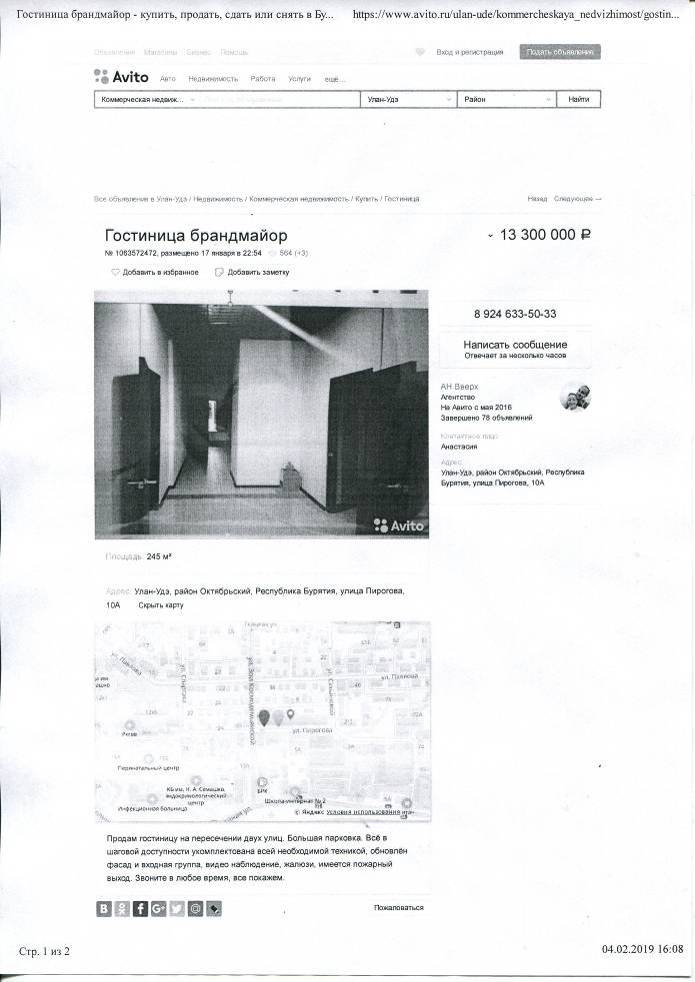 Гостиница брандмайор - купить, продать, сдать или снять в Бу... https://www.avito.ru/ulan-ude/kommercheskaya_nedvizhimost/gostin...
Объявления Магазины Бизнес Помощь Вход и регистрация Подать объявление
Avito Авто Недвижимость Работа Услуги ещё...
Коммерческая недвиж... Улан-Удэ Район Найти
Все объявления в Улан-Удэ / Недвижимость / Коммерческая недвижимость / Купить / Гостиница Назад Следующее →
Гостиница брандмайор 13 300 000 ₽
№ 1063572472, размещено 17 января в 22:54 564 (+3)
Добавить в избранное Добавить заметку
8 924 633-50-33
Написать сообщение
Отвечает за несколько часов
АН Вверх
Агентство
На Авито с мая 2016
Завершено 78 объявлений
Контактное лицо
Анастасия
Адрес
Улан-Удэ, район Октябрьский, Республика
Бурятия, улица Пирогова, 10А
Avito
Площадь: 245 м²
Адрес: Улан-Удэ, район Октябрьский, Республика Бурятия, улица Пирогова,
10А Скрыть карту
ул. Павлова
ул. Пирогова
Перинатальный центр
КБ им. Н. А. Семашко,
эндокринологический
центр
Инфекционная больница
Школа-интернат № 2
© Яндекс Условия использования
Продам гостиницу на пересечении двух улиц. Большая парковка. Всё в
шаговой доступности укомплектована всей необходимой техникой, обновлён
фасад и входная группа, видео наблюдение, жалюзи, имеется пожарный
выход. Звоните в любое время, все покажем.
Пожаловаться
Стр. 1 из 2 04.02.2019 16:08